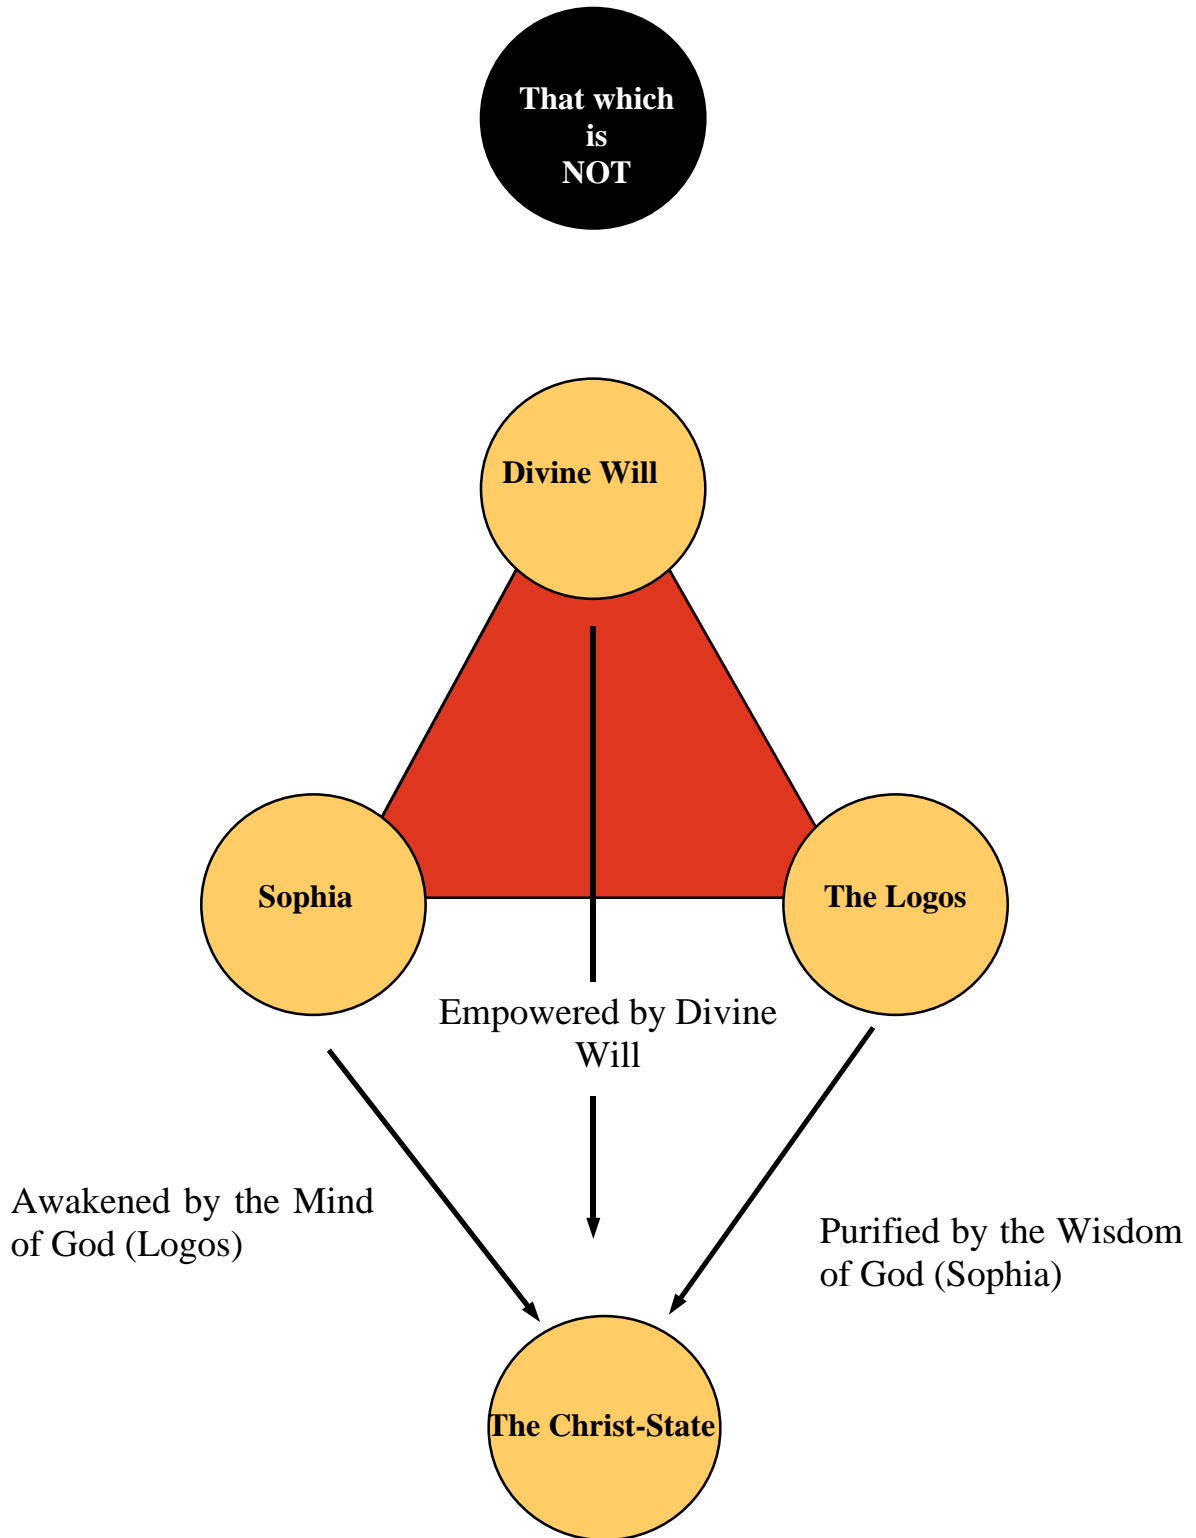 That which
is
NOT
Divine Will
Sophia
The Logos
Empowered by Divine
Will
Awakened by the Mind
of God (Logos)
Purified by the Wisdom
of God (Sophia)
The Christ-State